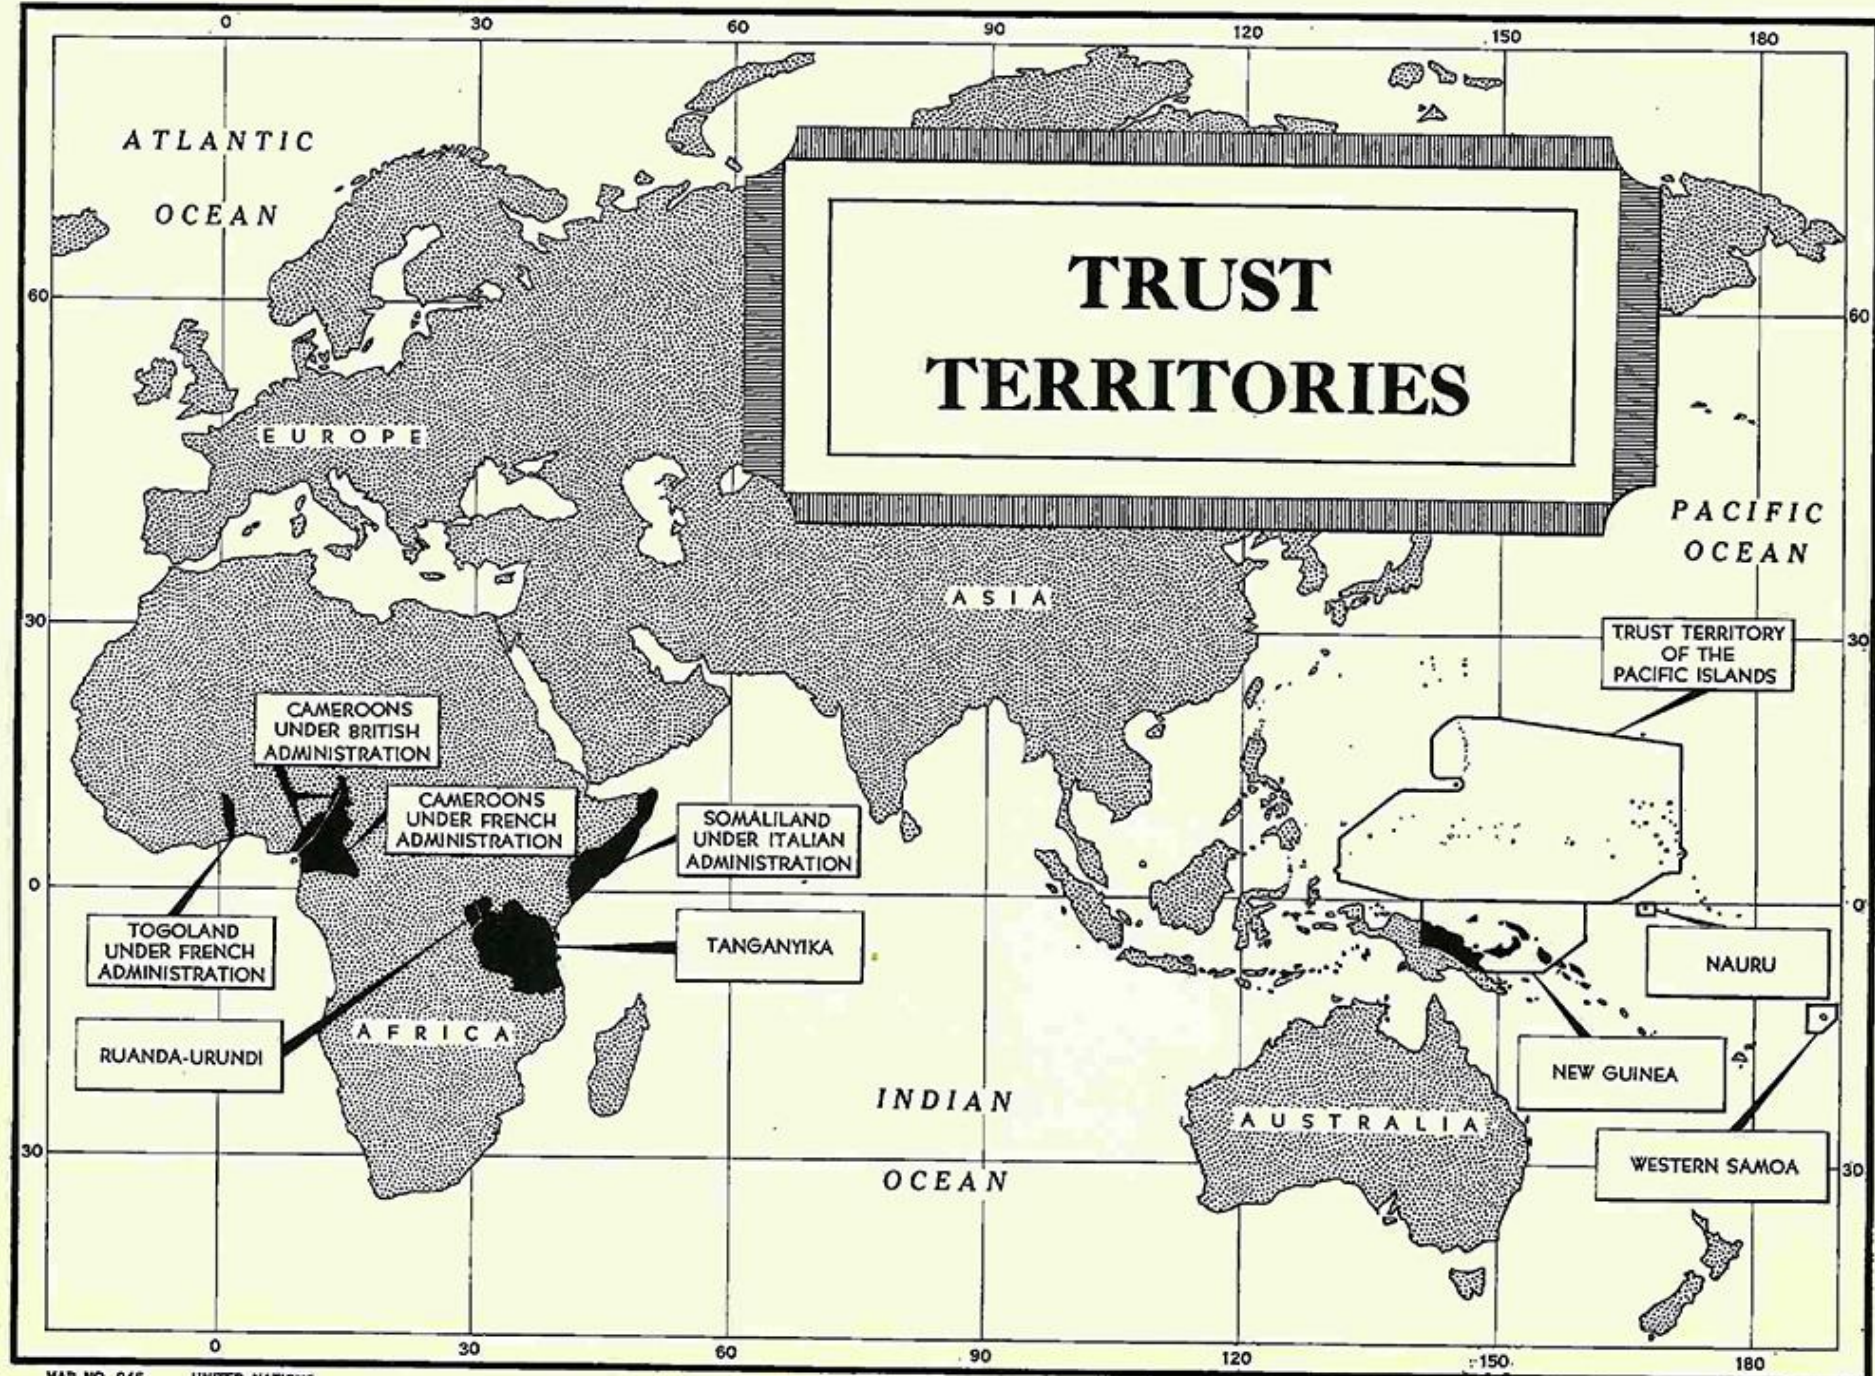 0 30 60 90 120 150 180
ATLANTIC
OCEAN
TRUST
TERRITORIES
60 60
EUROPE
PACIFIC
OCEAN
ASIA
30 30
TRUST TERRITORY
OF THE
PACIFIC ISLANDS
CAMEROONS
UNDER BRITISH
ADMINISTRATION
CAMEROONS
UNDER FRENCH
ADMINISTRATION
SOMALILAND
UNDER ITALIAN
ADMINISTRATION
0 0
TOGOLAND
UNDER FRENCH
ADMINISTRATION
TANGANYIKA
NAURU
RUANDA-URUNDI
AFRICA
NEW GUINEA
INDIAN
OCEAN
AUSTRALIA
30 30
WESTERN SAMOA
0 30 60 90 120 150 180